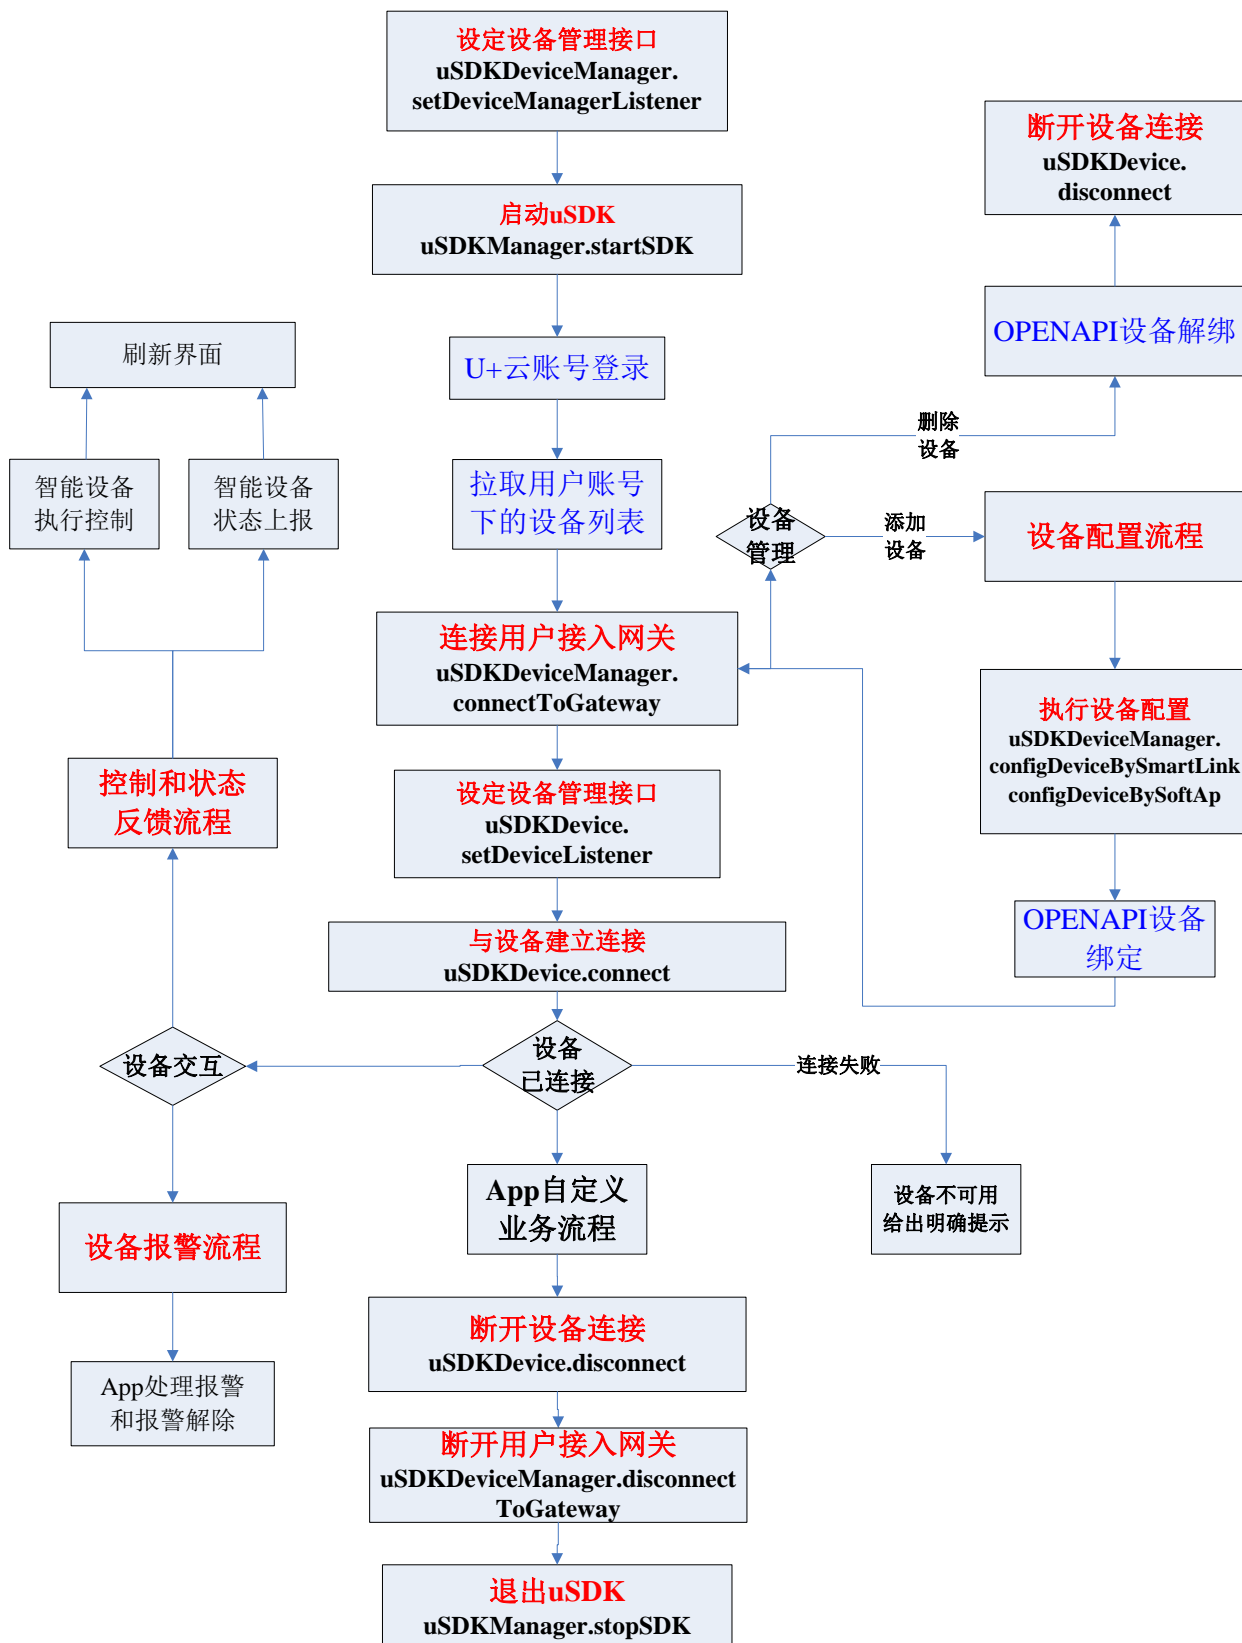 设定设备管理接口
uSDKDeviceManager.
setDeviceManagerListener
启动uSDK
uSDKManager.startSDK
U+云账号登录
拉取用户账号
下的设备列表
连接用户接入网关
uSDKDeviceManager.
connectToGateway
设定设备管理接口
uSDKDevice.
setDeviceListener
与设备建立连接
uSDKDevice.connect
设备
已连接
连接失败
设备不可用
给出明确提示
App自定义
业务流程
断开设备连接
uSDKDevice.disconnect
断开用户接入网关
uSDKDeviceManager.disconnect
ToGateway
退出uSDK
uSDKManager.stopSDK
刷新界面
智能设备
执行控制
智能设备
状态上报
控制和状态
反馈流程
设备交互
设备报警流程
App处理报警
和报警解除
断开设备连接
uSDKDevice.
disconnect
OPENAPI设备解绑
删除
设备
设备
管理
添加
设备
设备配置流程
执行设备配置
uSDKDeviceManager.
configDeviceBySmartLink
configDeviceBySoftAp
OPENAPI设备
绑定